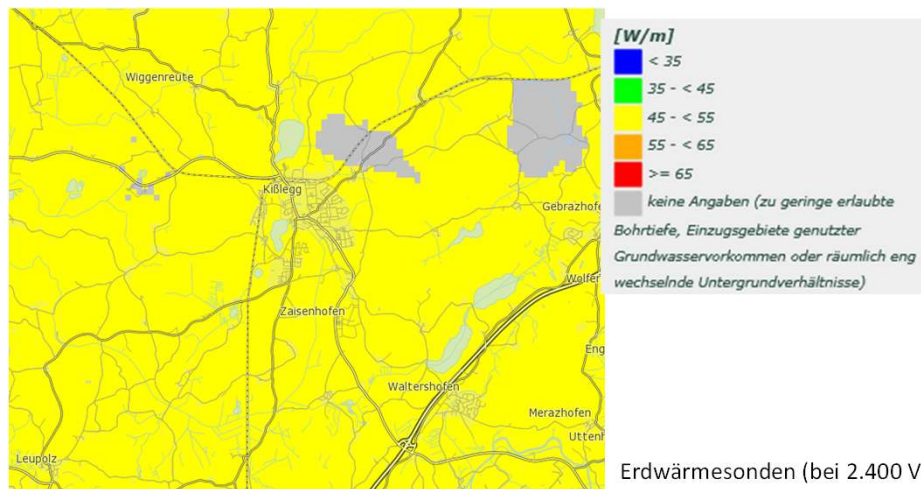 Wiggenreute
Kißlegg
Gebrazhofe
Wolfer
Zaisenhofen
Eng
Waltershofen
Merazhofen
Uttenh
Leupolz
[W/m]
< 35
35 - < 45
45 - < 55
55 - < 65
>= 65
keine Angaben (zu geringe erlaubte
Bohrtiefe, Einzugsgebiete genutzter
Grundwasservorkommen oder räumlich eng
wechselnde Untergrundverhältnisse)
Erdwärmesonden (bei 2.400 V